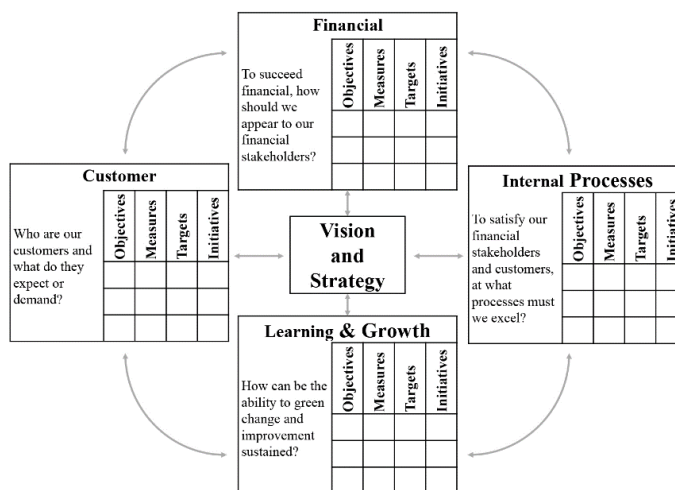 Financial
To succeed
financial, how
should we
appear to our
financial
stakeholders?
Objectives
Measures
Targets
Initiatives
Customer
Who are our
customers and
what do they
expect or
demand?
Objectives
Measures
Targets
Initiatives
Vision
and
Strategy
Internal Processes
To satisfy our
financial
stakeholders
and customers,
at what
processes must
we excel?
Objectives
Measures
Targets
Initiatives
Learning & Growth
How can be the
ability to green
change and
improvement
sustained?
Objectives
Measures
Targets
Initiatives